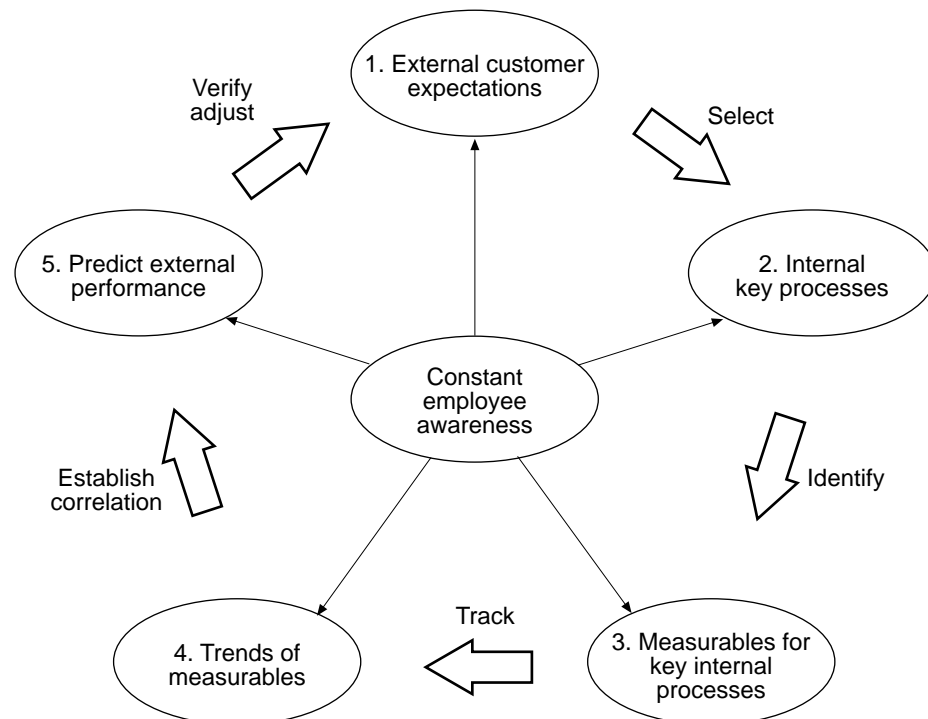 1. External customer
expectations
Verify
adjust
Select
5. Predict external
performance
2. Internal
key processes
Constant
employee
awareness
Establish
correlation
Identify
Track
4. Trends of
measurables
3. Measurables for
key internal
processes